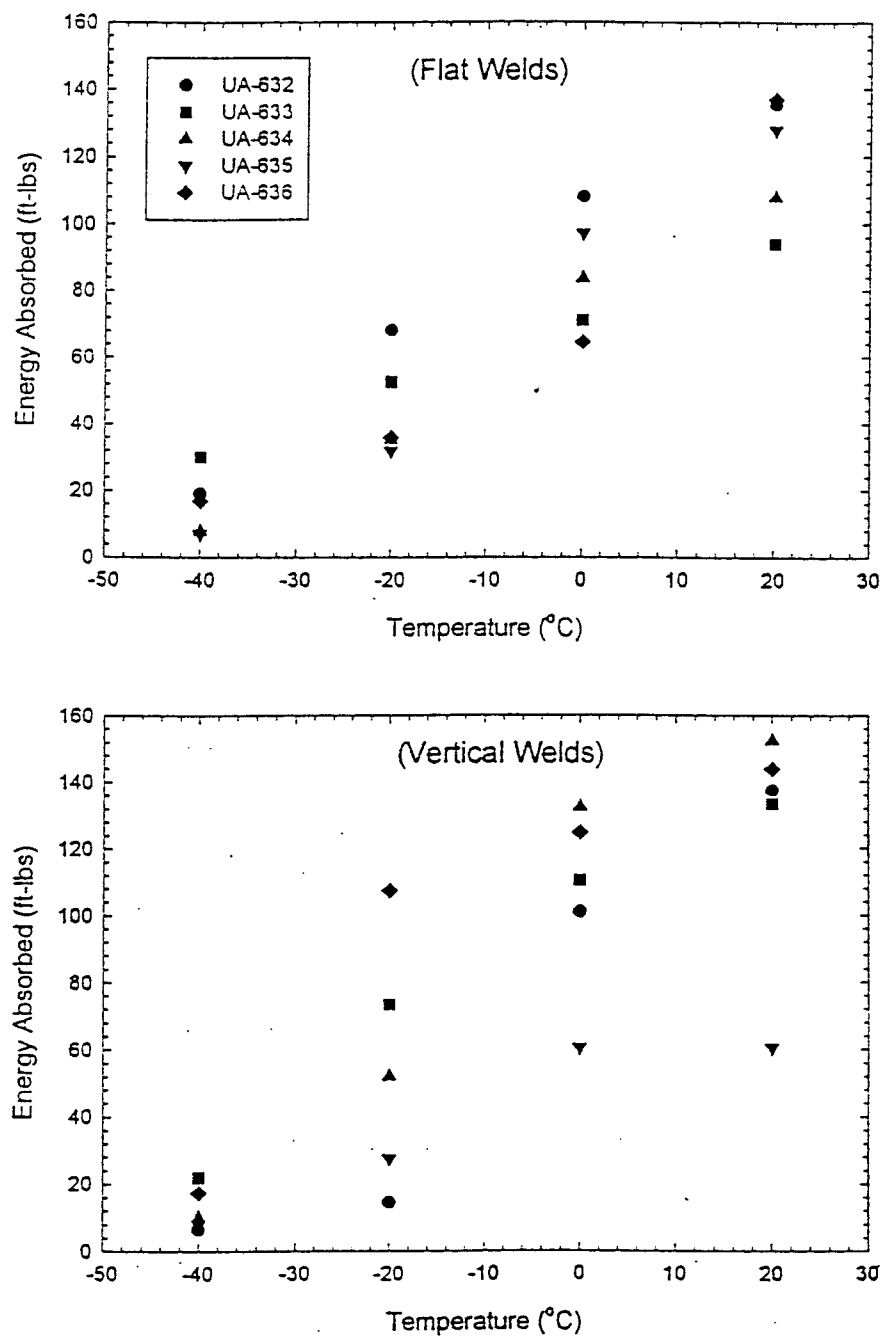 (Flat Welds)
UA-632
UA-633
UA-634
UA-635
UA-636
Energy Absorbed (ft-lbs)
160
140
120
100
80
60
40
20
0
-50 -40 -30 -20 -10 0 10 20 30
Temperature (°C)
(Vertical Welds)
Energy Absorbed (ft-lbs)
160
140
120
100
80
60
40
20
0
-50 -40 -30 -20 -10 0 10 20 30
Temperature (°C)